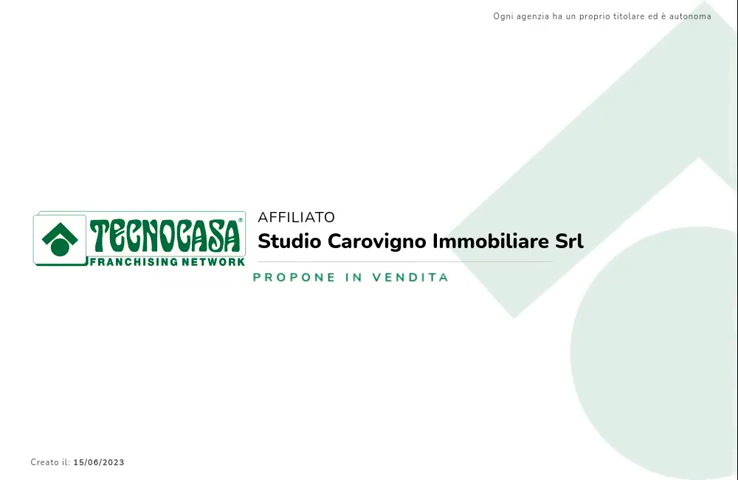 Ogni agenzia ha un proprio titolare ed è autonoma
TECNOCASA®
FRANCHISING NETWORK
AFFILIATO
Studio Carovigno Immobiliare Srl
PROPONE IN VENDITA
Creato il: 15/06/2023